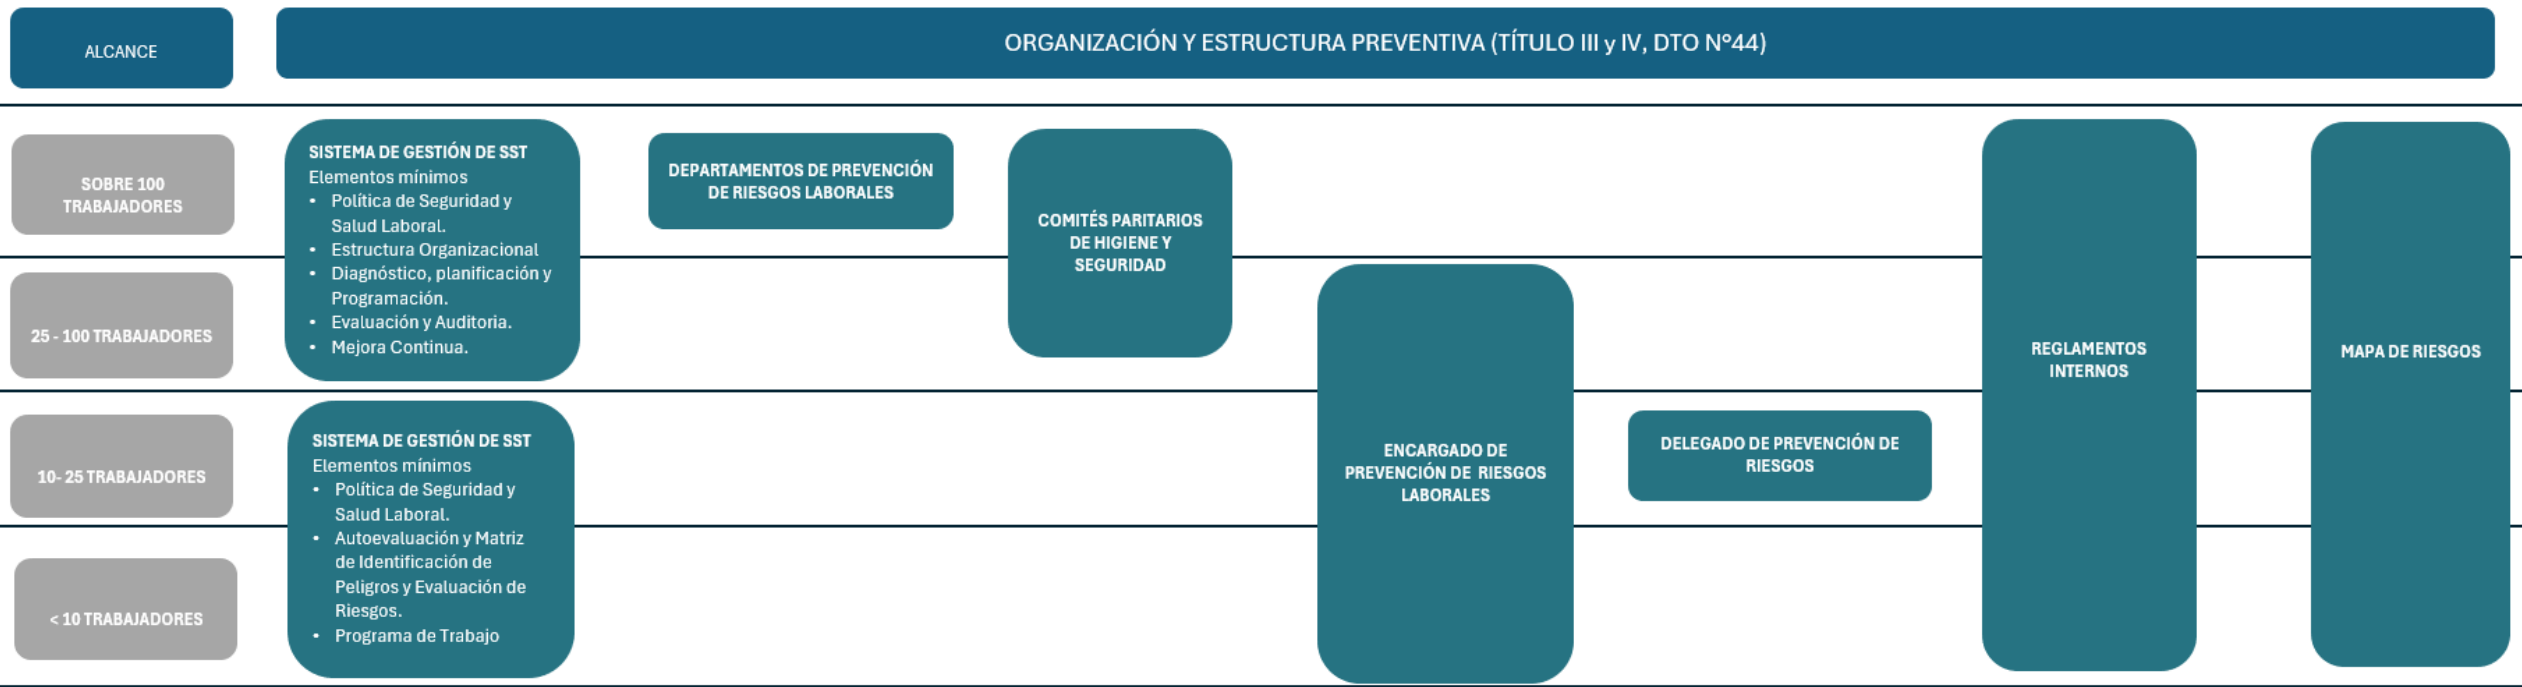 ALCANCE
ORGANIZACIÓN Y ESTRUCTURA PREVENTIVA (TÍTULO III y IV, DTO N°44)
SOBRE 100
TRABAJADORES
SISTEMA DE GESTIÓN DE SST
Elementos mínimos
• Política de Seguridad y
Salud Laboral.
• Estructura Organizacional
• Diagnóstico, planificación y
Programación.
• Evaluación y Auditoria.
• Mejora Continua.
DEPARTAMENTOS DE PREVENCIÓN
DE RIESGOS LABORALES
COMITÉS PARITARIOS
DE HIGIENE Y
SEGURIDAD
25 - 100 TRABAJADORES
ENCARGADO DE
PREVENCIÓN DE RIESGOS
LABORALES
REGLAMENTOS
INTERNOS
MAPA DE RIESGOS
10- 25 TRABAJADORES
SISTEMA DE GESTIÓN DE SST
Elementos mínimos
• Política de Seguridad y
Salud Laboral.
• Autoevaluación y Matriz
de Identificación de
Peligros y Evaluación de
Riesgos.
• Programa de Trabajo
DELEGADO DE PREVENCIÓN DE
RIESGOS
< 10 TRABAJADORES